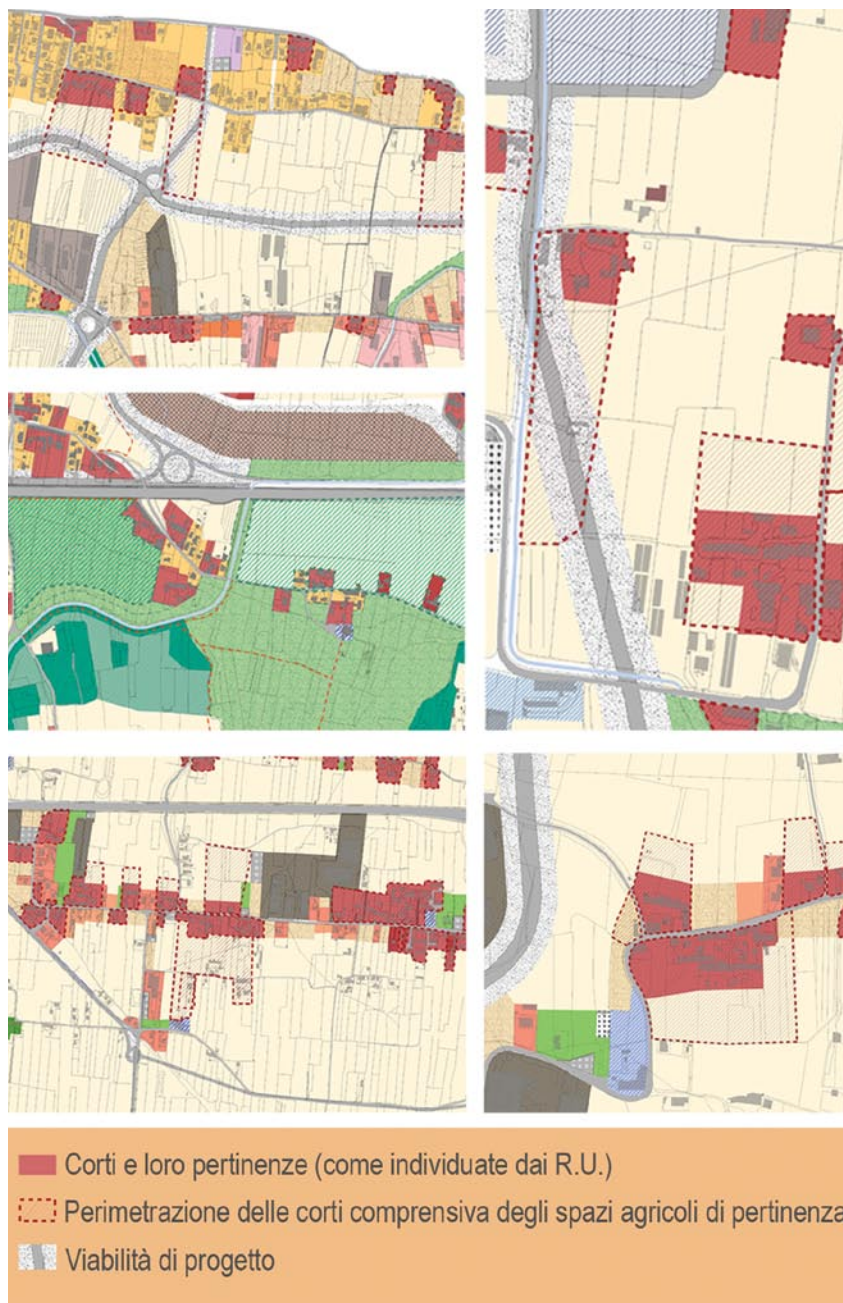 Corti e loro pertinenze (come individuate dai R.U.)
Perimetrazione delle corti comprensiva degli spazi agricoli di pertinenza
Viabilità di progetto